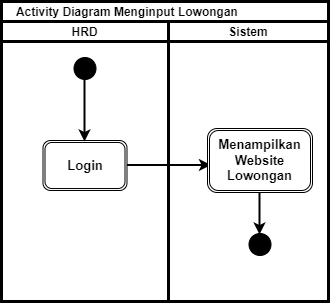 Activity Diagram Menginput Lowongan
HRD
Sistem
Login
Menampilkan
Website
Lowongan